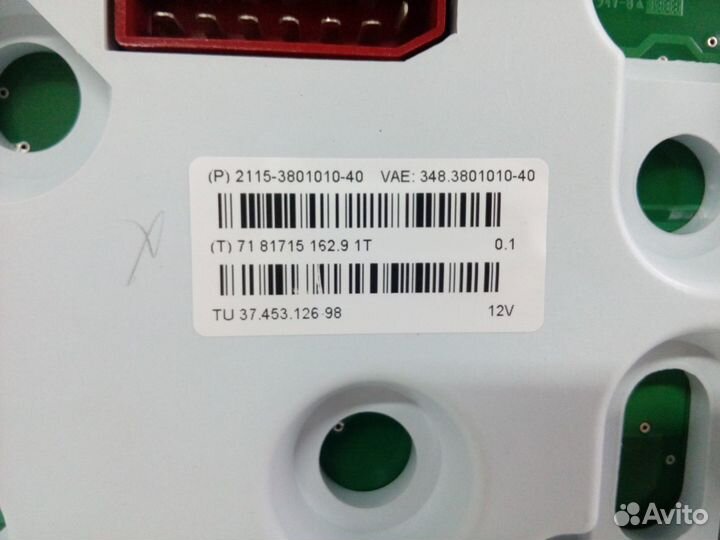 (P) 2115-3801010-40 VAE: 348.3801010-40
(T) 71 81715 162.9 1T 0.1
TU 37.453.126-98 12V
Avito